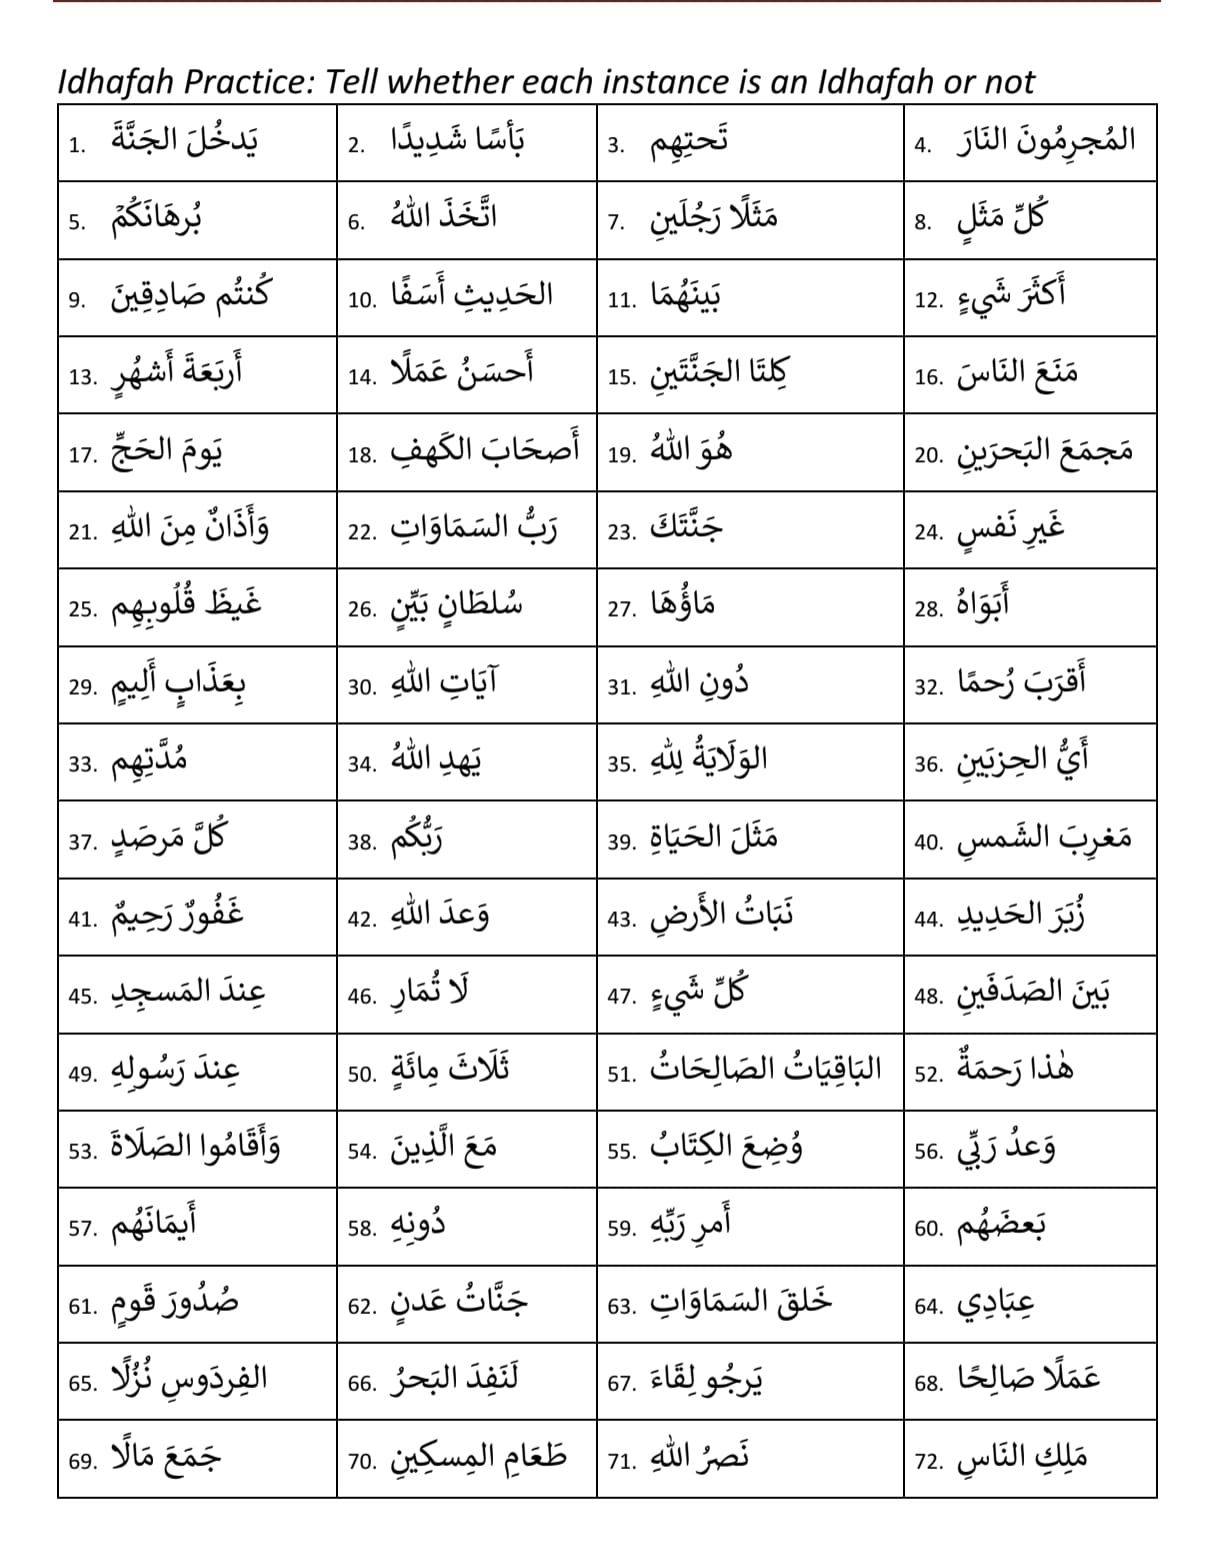 Idhafah Practice: Tell whether each instance is an Idhafah or not
1. يَدخُلَ الجَنَّةَ
2. بَأسًا شَدِيدًا
3. تَحتِهِم
4. المُجرِمُونَ النَارَ
5. بُرهَانَكُمْ
6. اتَّخَذَ اللهُ
7. مَثَلًا رَجُلَينِ
8. كُلِّ مَثَلٍ
9. كُنتُم صَادِقِينَ
10. الحَدِيثِ أَسَفًا
11. بَينَهُمَا
12. أَكثَرَ شَيءٍ
13. أَربَعَةَ أَشهُرٍ
14. أَحسَنُ عَمَلًا
15. كِلتَا الجَنَّتَينِ
16. مَنَعَ النَاسَ
17. يَومَ الحَجِّ
18. أَصحَابَ الكَهفِ
19. هُوَ اللهُ
20. مَجمَعَ البَحرَينِ
21. وَأَذَانٌ مِنَ اللهِ
22. رَبُّ السَمَاوَاتِ
23. جَنَّتَكَ
24. غَيرِ نَفسٍ
25. غَيظَ قُلُوبِهِم
26. سُلطَانٍ بَيِّنٍ
27. مَاؤُهَا
28. أَبَوَاهُ
29. بِعَذَابٍ أَلِيمٍ
30. آيَاتِ اللهِ
31. دُونِ اللهِ
32. أَقرَبَ رُحمًا
33. مُدَّتِهِم
34. يَهدِ اللهُ
35. الوَلَايَةُ لِلهِ
36. أَيُّ الحِزبَينِ
37. كُلَّ مَرصَدٍ
38. رَبُّكُم
39. مَثَلَ الحَيَاةِ
40. مَغرِبَ الشَمسِ
41. غَفُورٌ رَحِيمٌ
42. وَعدَ اللهِ
43. نَبَاتُ الأَرضِ
44. زُبَرَ الحَدِيدِ
45. عِندَ المَسجِدِ
46. لَا تُمَارِ
47. كُلِّ شَيءٍ
48. بَينَ الصَدَفَينِ
49. عِندَ رَسُولِهِ
50. ثَلَاثَ مِائَةٍ
51. البَاقِيَاتُ الصَالِحَاتُ
52. هٰذا رَحمَةٌ
53. وَأَقَامُوا الصَلَاةَ
54. مَعَ الَّذِينَ
55. وُضِعَ الكِتَابُ
56. وَعدُ رَبِّي
57. أَيمَانَهُم
58. دُونِهِ
59. أَمرِ رَبِّهِ
60. بَعضَهُم
61. صُدُورَ قَومٍ
62. جَنَّاتُ عَدنٍ
63. خَلقَ السَمَاوَاتِ
64. عِبَادِي
65. الفِردَوسِ نُزُلًا
66. لَنَفِدَ البَحرُ
67. يَرجُو لِقَاءَ
68. عَمَلًا صَالِحًا
69. جَمَعَ مَالًا
70. طَعَامِ المِسكِينِ
71. نَصرُ اللهِ
72. مَلِكِ النَاسِ